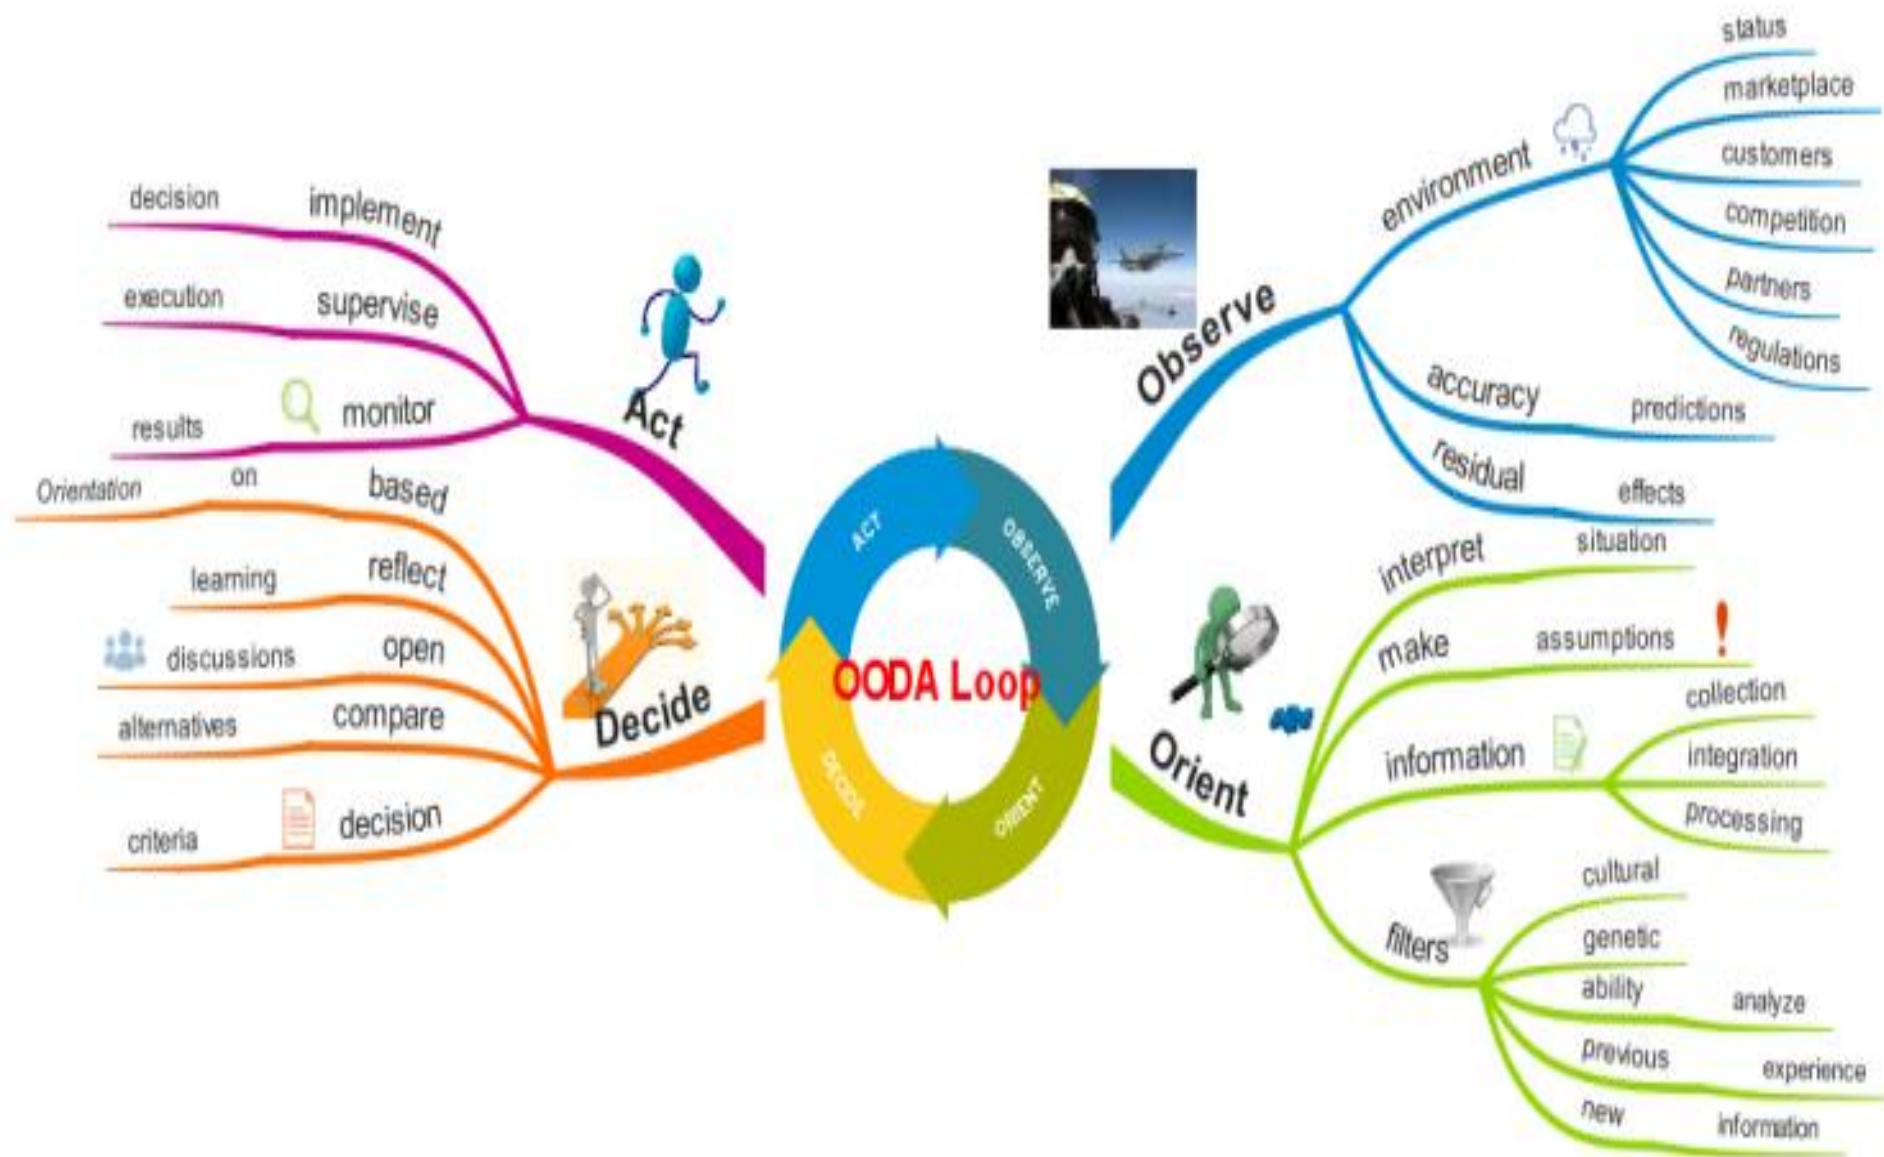 OODA Loop
ACT
OBSERVE
ORIENT
DECIDE
Observe
environment
status
marketplace
customers
competition
partners
regulations
accuracy
predictions
residual
effects
Orient
interpret
situation
make
assumptions
information
collection
integration
processing
filters
cultural
genetic
ability
analyze
previous
experience
new
information
Decide
based
on
Orientation
reflect
learning
open
discussions
compare
alternatives
decision
criteria
Act
implement
decision
supervise
execution
monitor
results